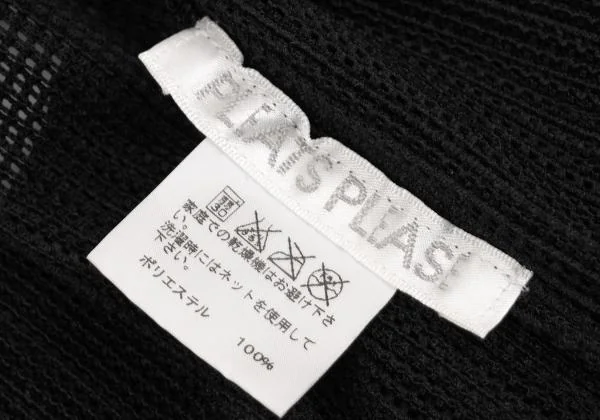 PLEATS PLEASE
家庭での乾燥機はお避け下さ
い。
洗濯時にはネットを使用して
下さい。
ポリエステル 100%